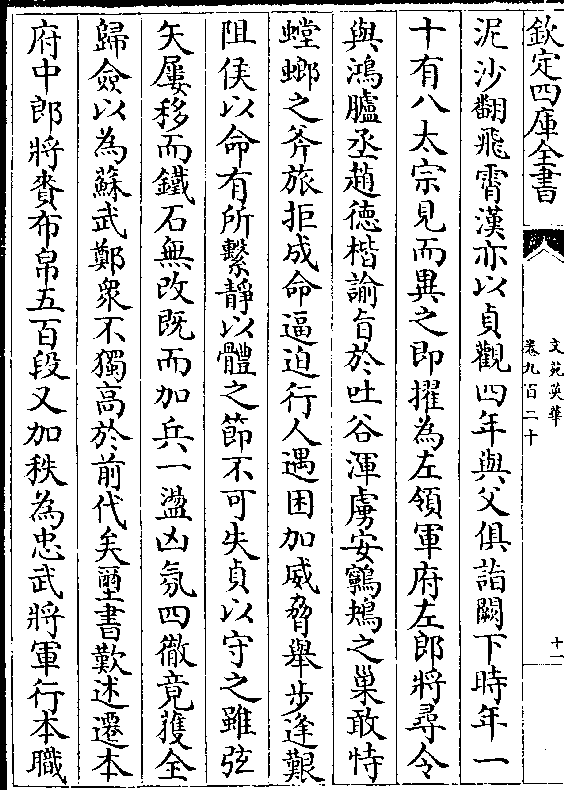 欽定四庫全書
文苑英華
卷九百二十
十一
泥沙翻飛霄漢亦以貞觀四年與父俱詣闕下時年一
十有八太宗見而異之即擢為左領軍府左郎將尋令
與鴻臚丞趙德楷諭旨於吐谷渾虜安鷦鷯之巢敢恃
螳螂之斧旅拒成命逼迫行人遇困加威脅舉步逢艱
阻侯以命有所繫靜以體之節不可失貞以守之雖弦
矢屢移而鐵石無改既而加兵一盪凶氛四徹竟獲全
歸僉以為蘇武鄭衆不獨高於前代矣璽書歎述遷本
府中郎將賚布帛五百段又加秩為忠武將軍行本職